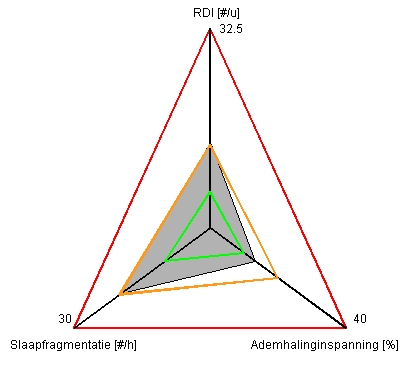 RDI [#/u]
32.5
30
40
Slaapfragmentatie [#/h]
Ademhalinginspanning [%]